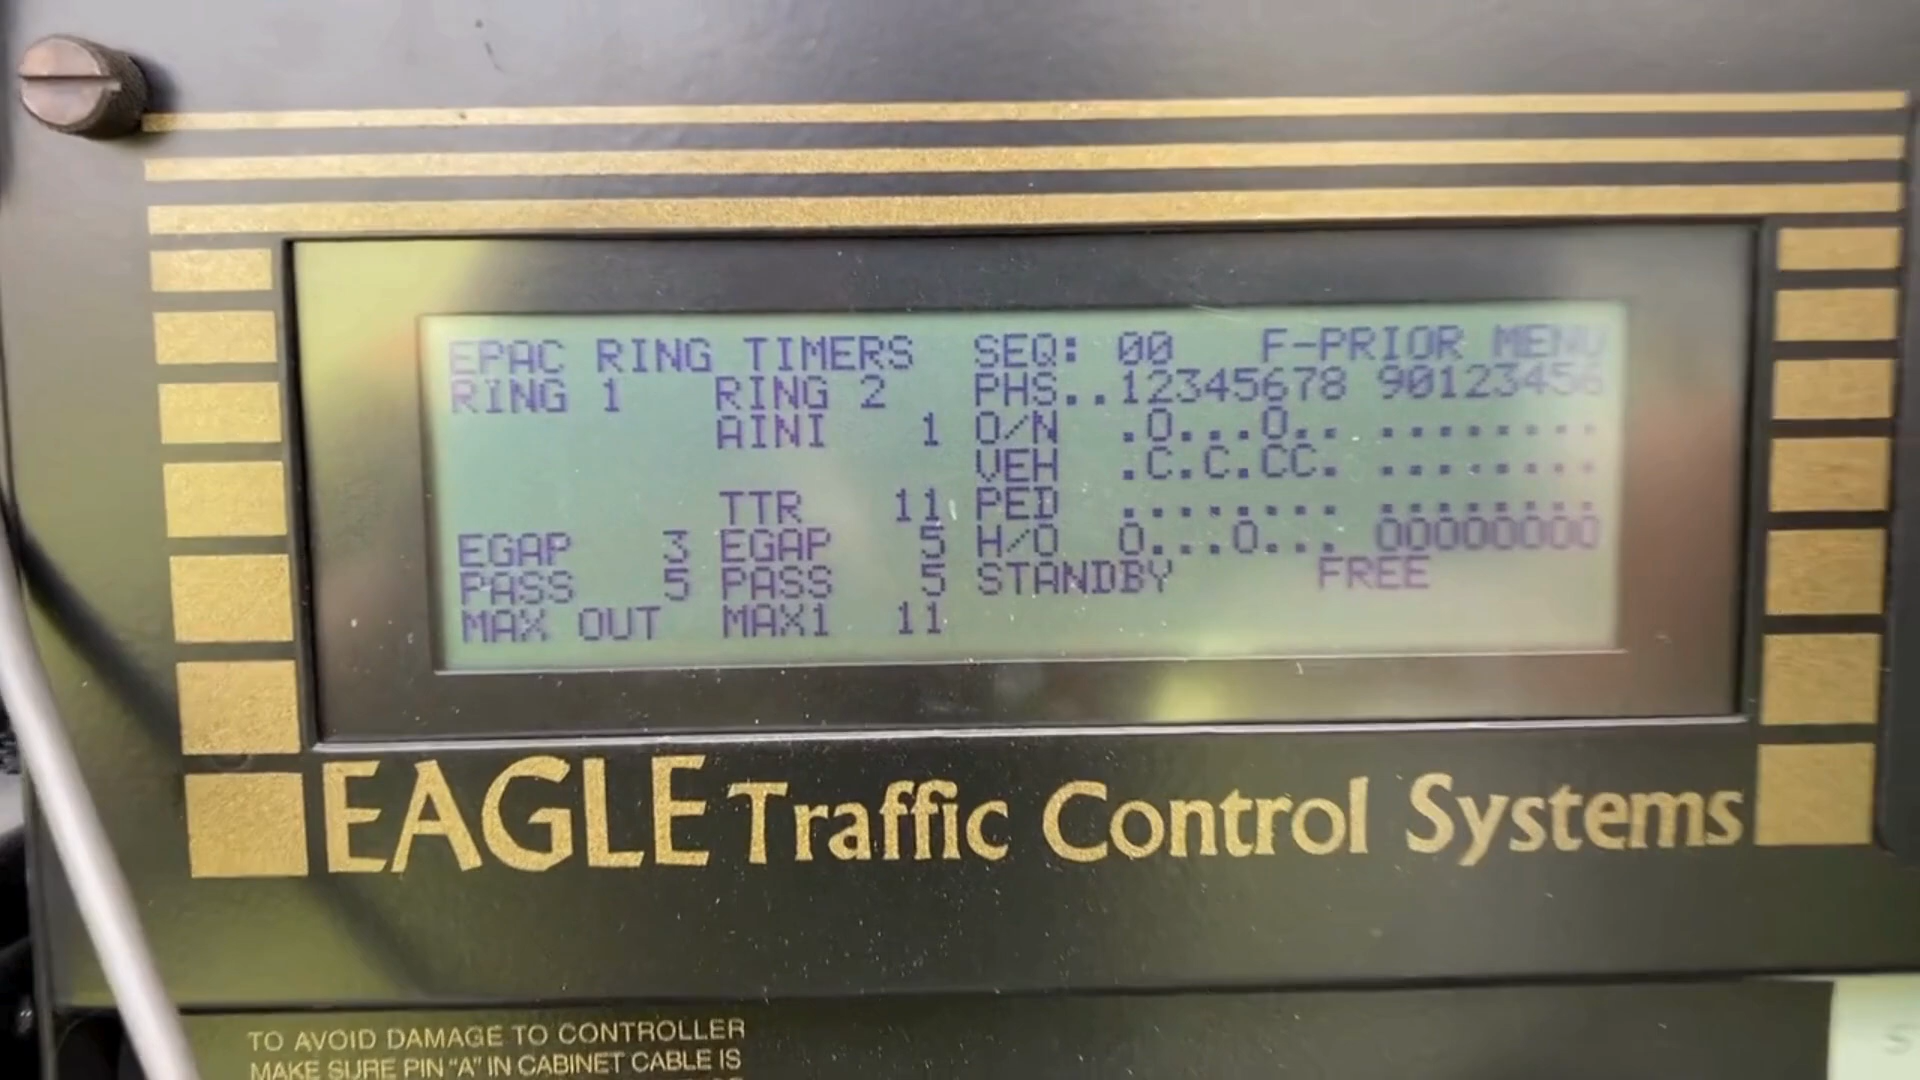 EPAC RING TIMERS SEQ: 00 F-PRIOR MENU
RING 1 RING 2 PHS..12345678 90123456
AINI 1 O/N .O...O.. ........
VEH .C.C.CC. ........
TTR 11 PED ........ ........
EGAP 3 EGAP 5 H/O O...O... OOOOOOOO
PASS 5 PASS 5 STANDBY FREE
MAX OUT MAX1 11
EAGLE Traffic Control Systems
TO AVOID DAMAGE TO CONTROLLER
MAKE SURE PIN "A" IN CABINET CABLE IS